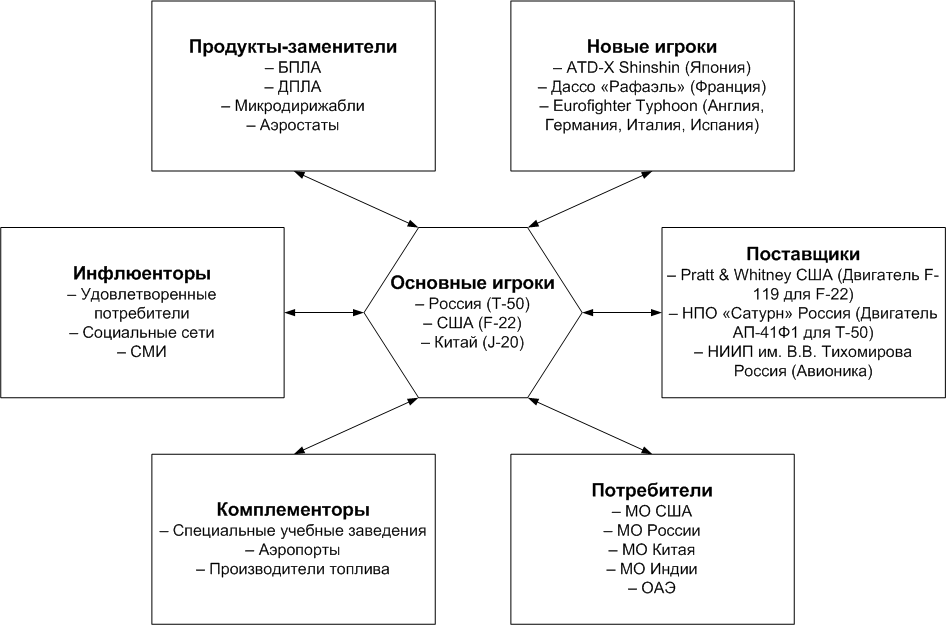 Продукты-заменители
– БПЛА
– ДПЛА
– Микродирижабли
– Аэростаты
Новые игроки
– ATD-X Shinshin (Япония)
– Дассо «Рафаэль» (Франция)
– Eurofighter Typhoon (Англия,
Германия, Италия, Испания)
Инфлюенторы
– Удовлетворенные
потребители
– Социальные сети
– СМИ
Основные игроки
– Россия (Т-50)
– США (F-22)
– Китай (J-20)
Поставщики
– Pratt & Whitney США (Двигатель F-
119 для F-22)
– НПО «Сатурн» Россия (Двигатель
АП-41Ф1 для Т-50)
– НИИП им. В.В. Тихомирова
Россия (Авионика)
Комплементоры
– Специальные учебные заведения
– Аэропорты
– Производители топлива
Потребители
– МО США
– МО России
– МО Китая
– МО Индии
– ОАЭ